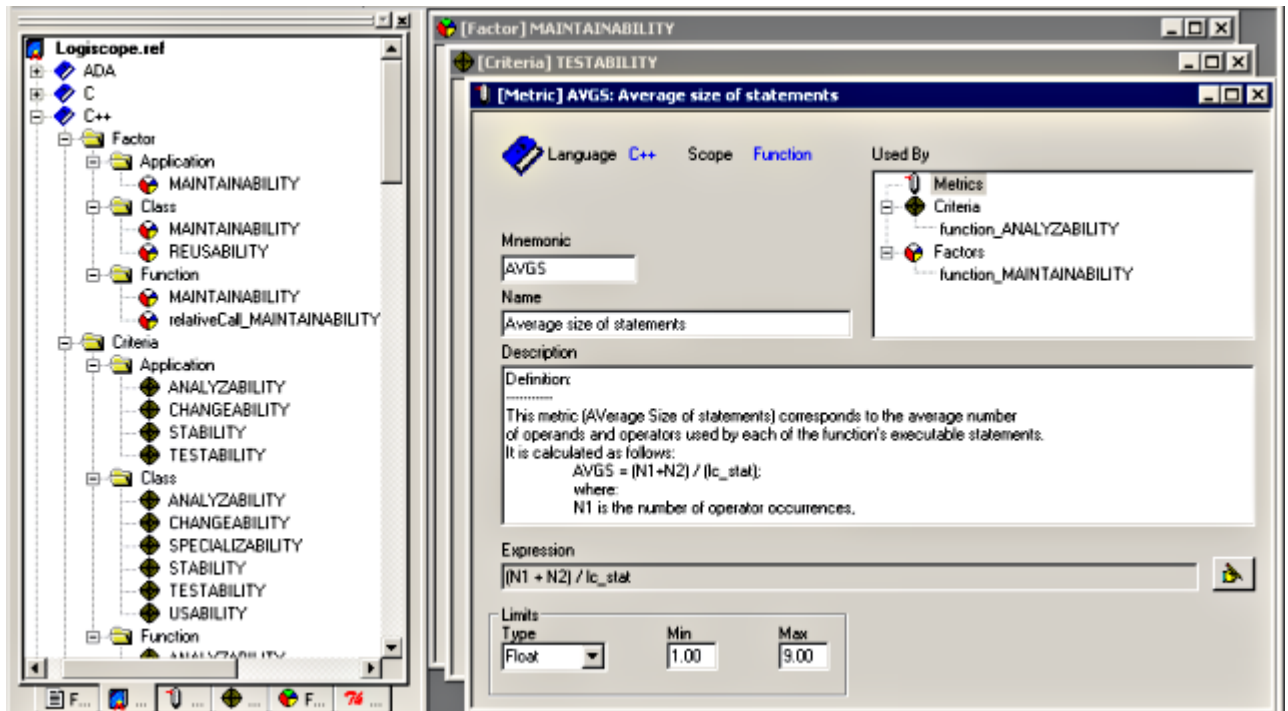 Logiscope.ref
ADA
C
C++
Factor
Application
MAINTAINABILITY
Class
MAINTAINABILITY
REUSABILITY
Function
MAINTAINABILITY
relativeCall_MAINTAINABILITY
Criteria
Application
ANALYZABILITY
CHANGEABILITY
STABILITY
TESTABILITY
Class
ANALYZABILITY
CHANGEABILITY
SPECIALIZABILITY
STABILITY
TESTABILITY
USABILITY
Function
ANALYZABILITY
F... ... ... ... F... ...
[Factor] MAINTAINABILITY
[Criteria] TESTABILITY
[Metric] AVGS: Average size of statements
Language C++ Scope Function
Used By
Metrics
Criteria
function_ANALYZABILITY
Factors
function_MAINTAINABILITY
Mnemonic
AVGS
Name
Average size of statements
Description
Definition:
-----------
This metric (AVerage Size of statements) corresponds to the average number
of operands and operators used by each of the function's executable statements.
It is calculated as follows:
AVGS = (N1+N2) / (lc_stat);
where:
N1 is the number of operator occurrences,
Expression
(N1 + N2) / lc_stat
Limits
Type Min Max
Float 1.00 9.00